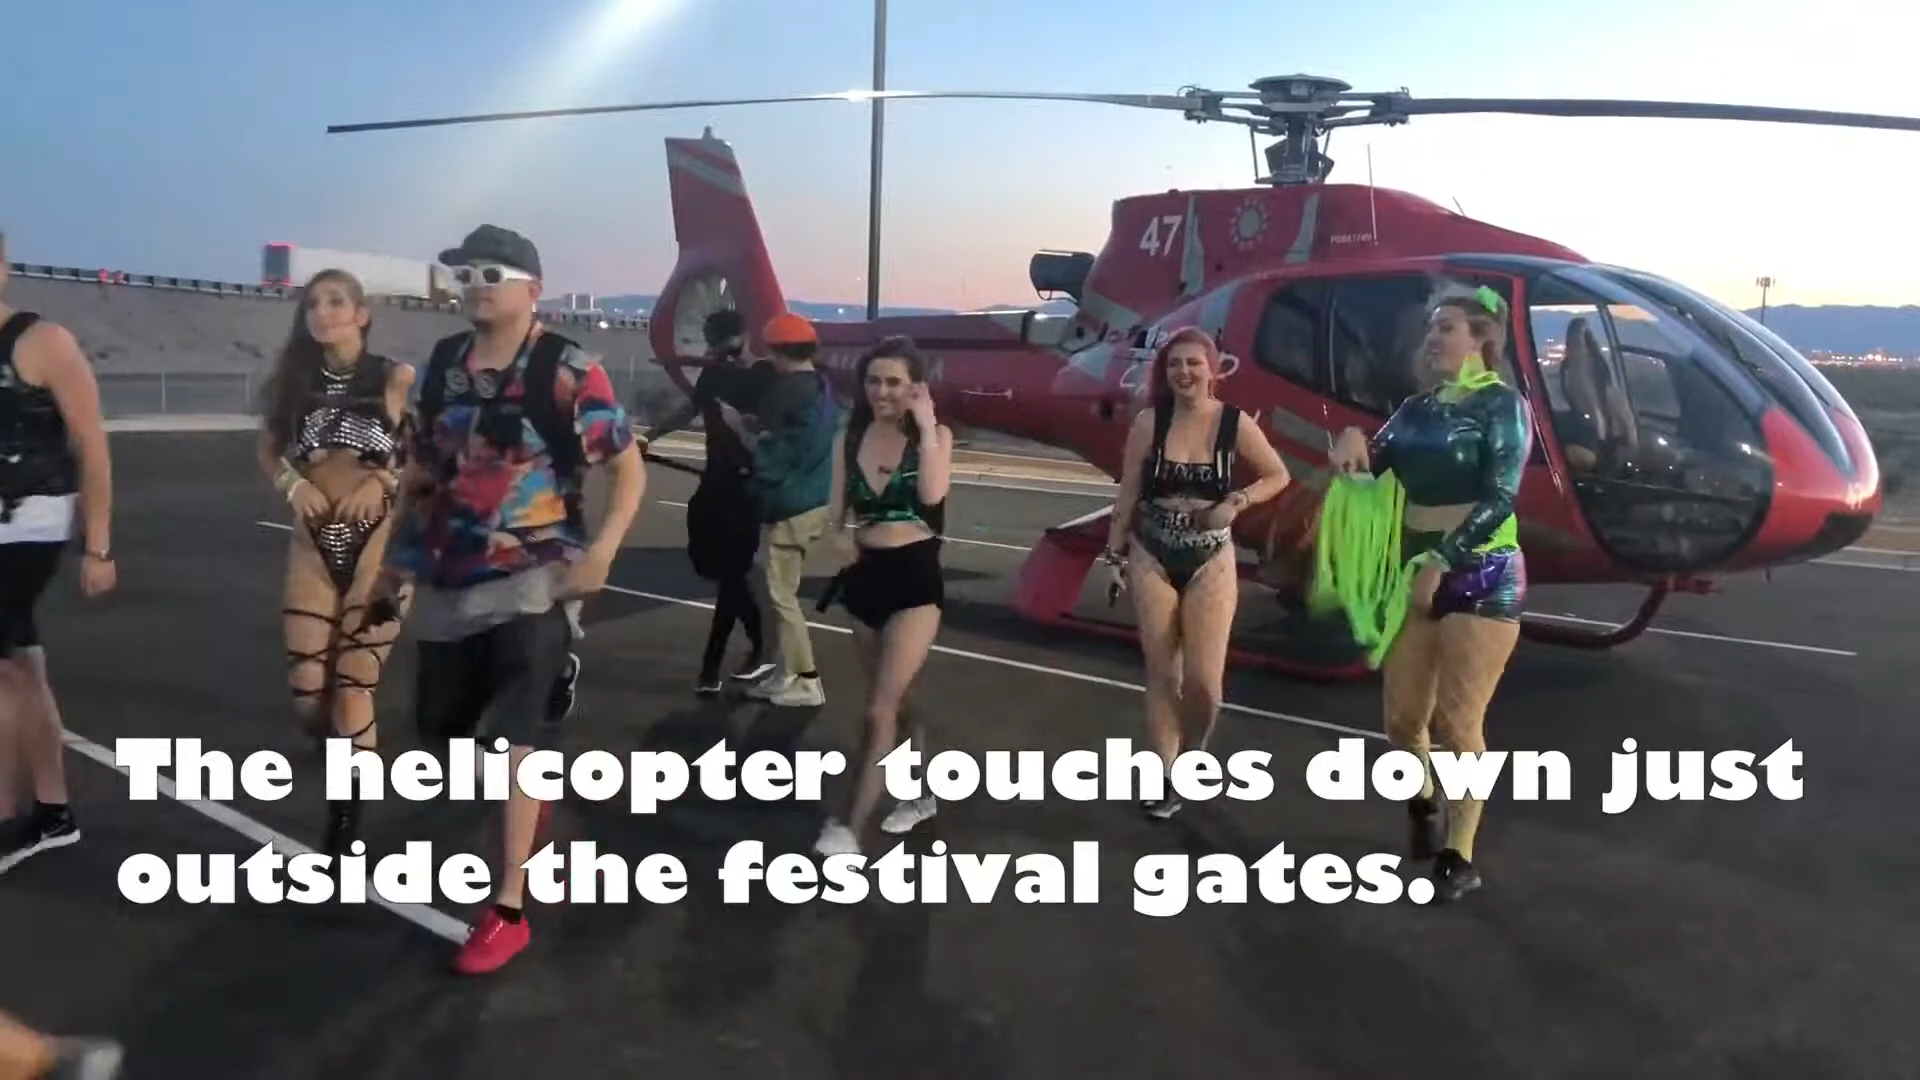 47
The helicopter touches down just
outside the festival gates.